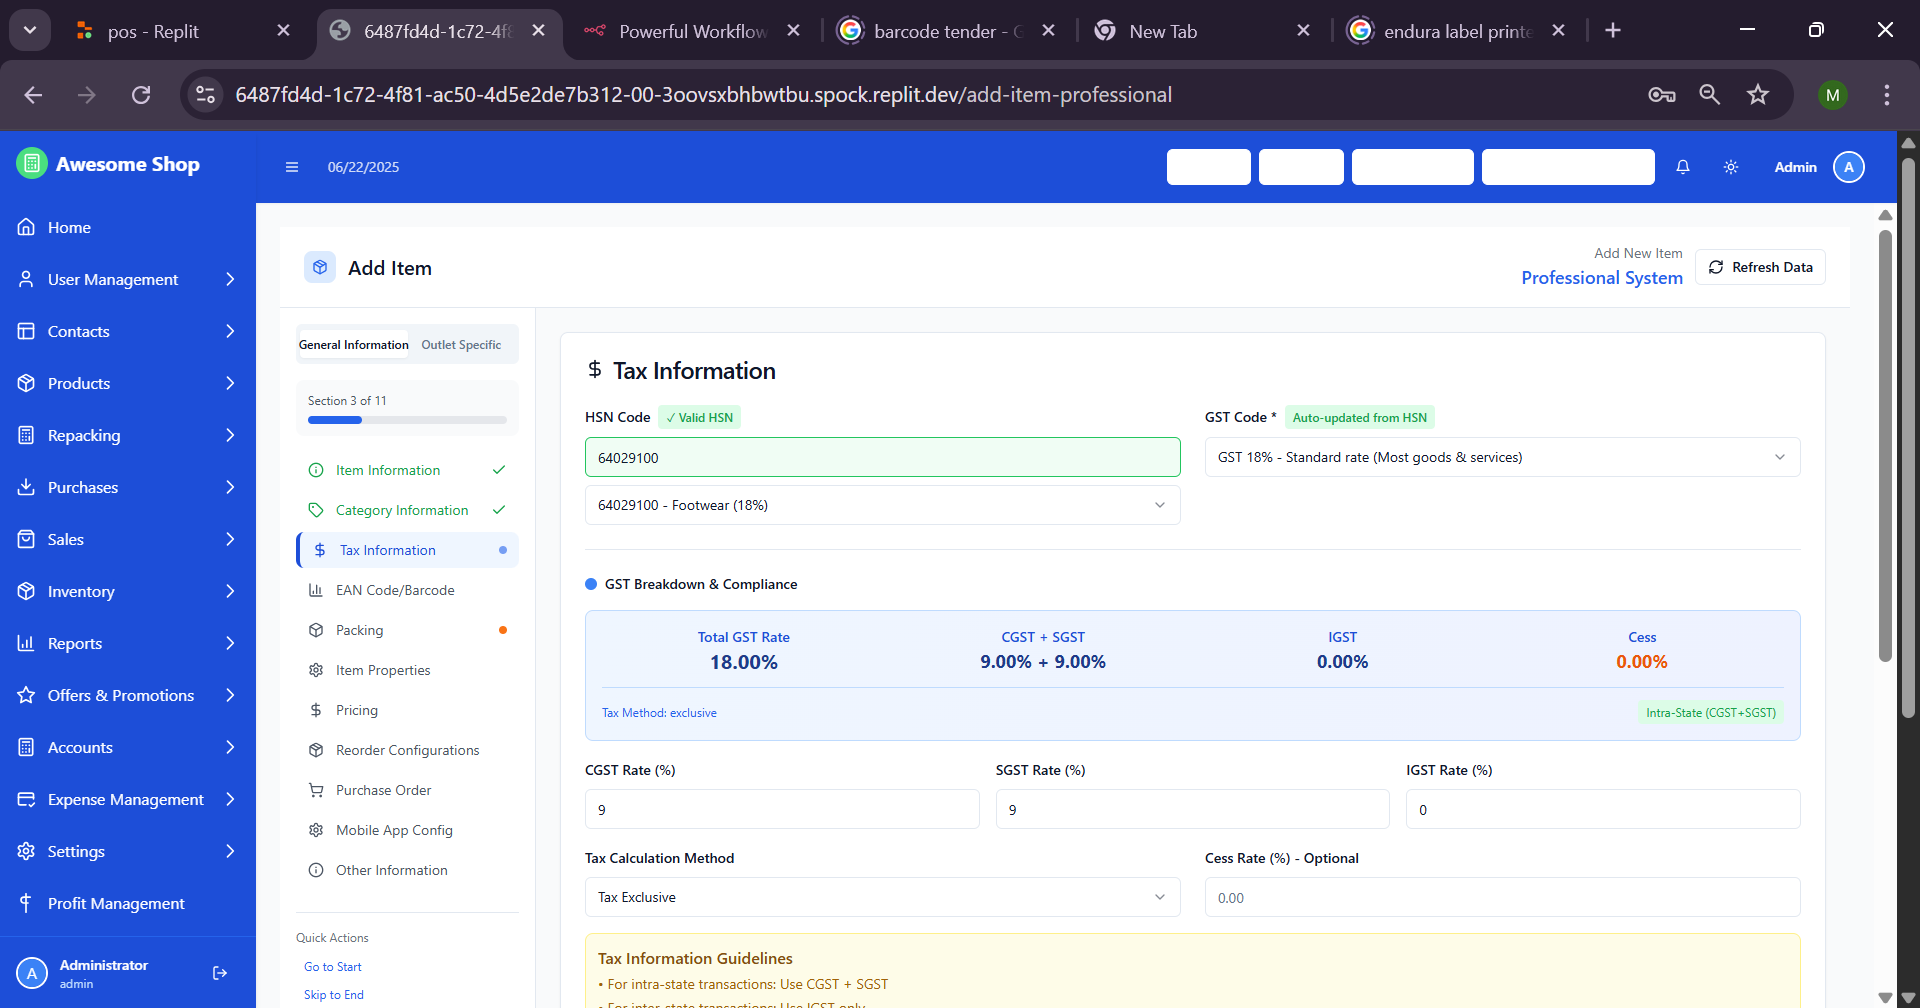 pos - Replit
6487fd4d-1c72-4f8
Powerful Workflow
barcode tender - G
New Tab
endura label printe
6487fd4d-1c72-4f81-ac50-4d5e2de7b312-00-3oovsxbhbwtbu.spock.replit.dev/add-item-professional
M
Awesome Shop
06/22/2025
Admin
A
Home
User Management
Contacts
Products
Repacking
Purchases
Sales
Inventory
Reports
Offers & Promotions
Accounts
Expense Management
Settings
Profit Management
A
Administrator
admin
Add Item
Add New Item
Professional System
Refresh Data
General Information
Outlet Specific
Section 3 of 11
Item Information
Category Information
Tax Information
EAN Code/Barcode
Packing
Item Properties
Pricing
Reorder Configurations
Purchase Order
Mobile App Config
Other Information
Quick Actions
Go to Start
Skip to End
$ Tax Information
HSN Code ✓ Valid HSN
64029100
64029100 - Footwear (18%)
GST Code * Auto-updated from HSN
GST 18% - Standard rate (Most goods & services)
GST Breakdown & Compliance
Total GST Rate
18.00%
CGST + SGST
9.00% + 9.00%
IGST
0.00%
Cess
0.00%
Tax Method: exclusive
Intra-State (CGST+SGST)
CGST Rate (%)
9
SGST Rate (%)
9
IGST Rate (%)
0
Tax Calculation Method
Tax Exclusive
Cess Rate (%) - Optional
0.00
Tax Information Guidelines
• For intra-state transactions: Use CGST + SGST
• For inter-state transactions: Use IGST only